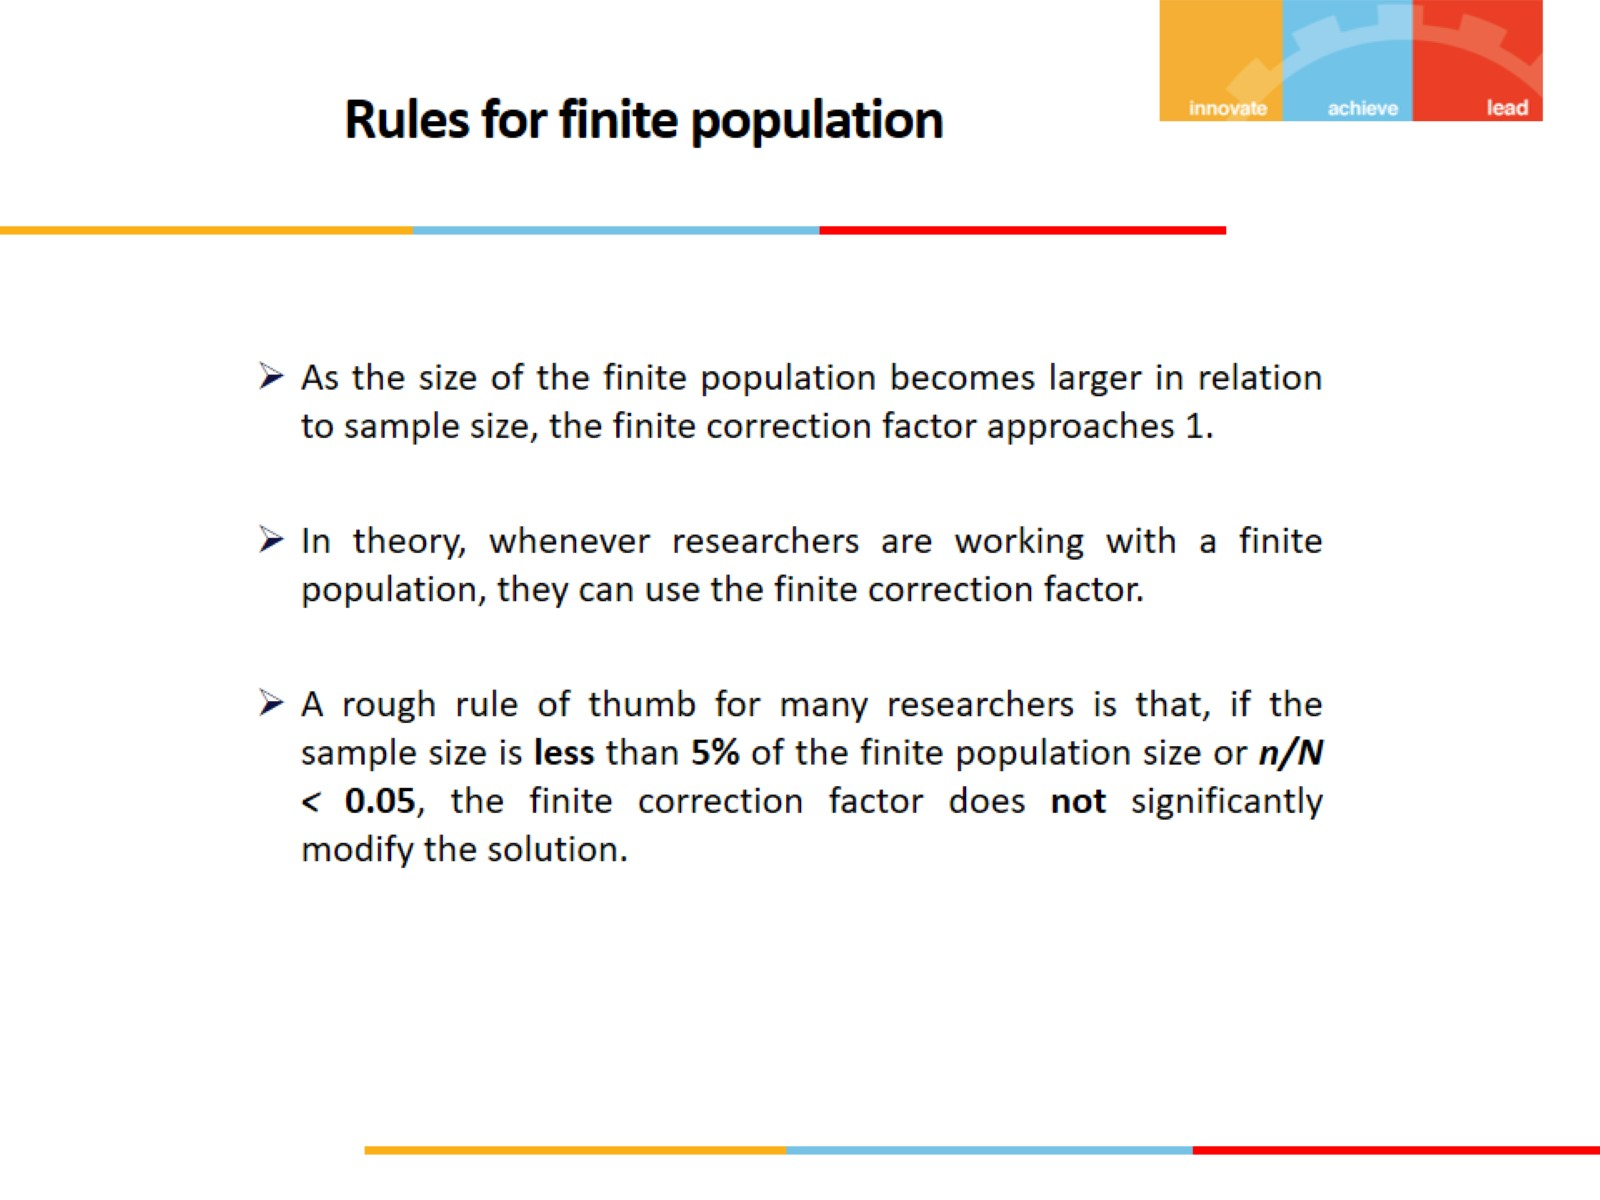 innovate achieve lead
Rules for finite population
➢ As the size of the finite population becomes larger in relation
to sample size, the finite correction factor approaches 1.
➢ In theory, whenever researchers are working with a finite
population, they can use the finite correction factor.
➢ A rough rule of thumb for many researchers is that, if the
sample size is less than 5% of the finite population size or n/N
< 0.05, the finite correction factor does not significantly
modify the solution.